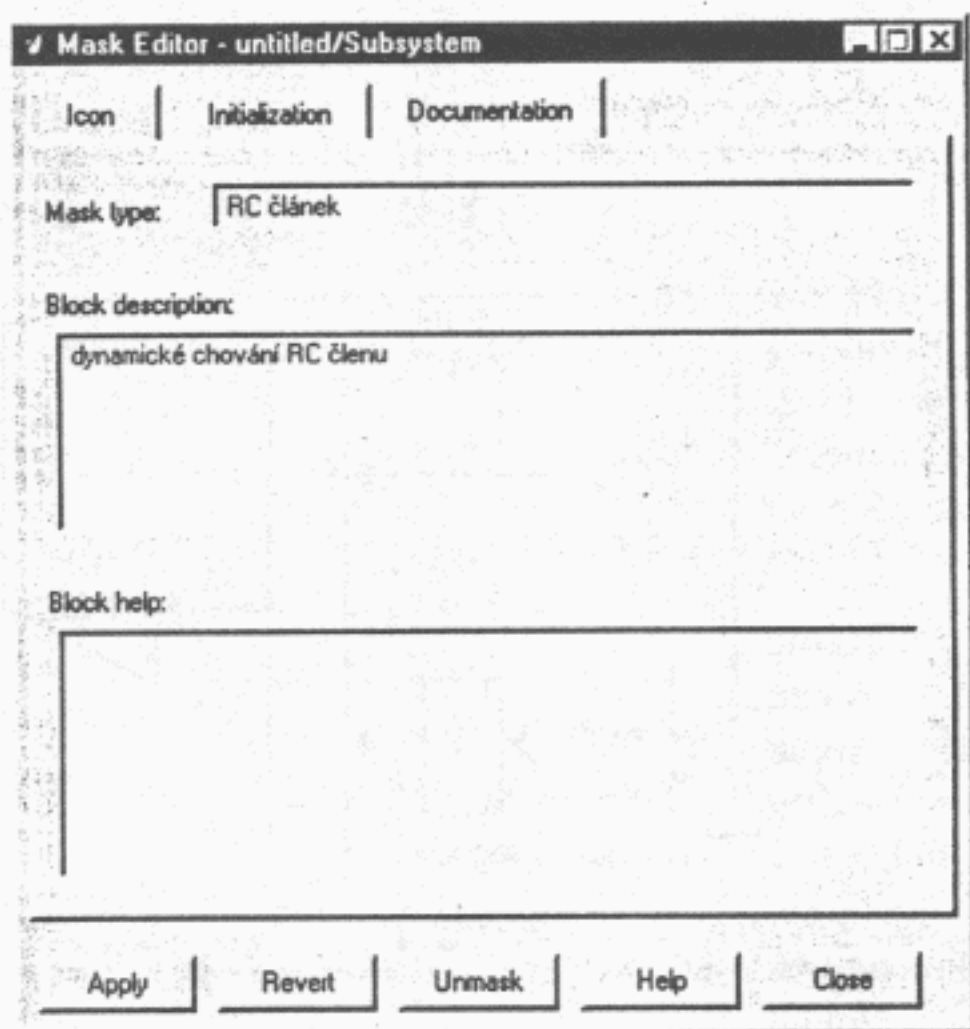 Mask Editor - untitled/Subsystem
Icon Initialization Documentation
Mask type: RC článek
Block description:
dynamické chování RC členu
Block help:
Apply Revert Unmask Help Close